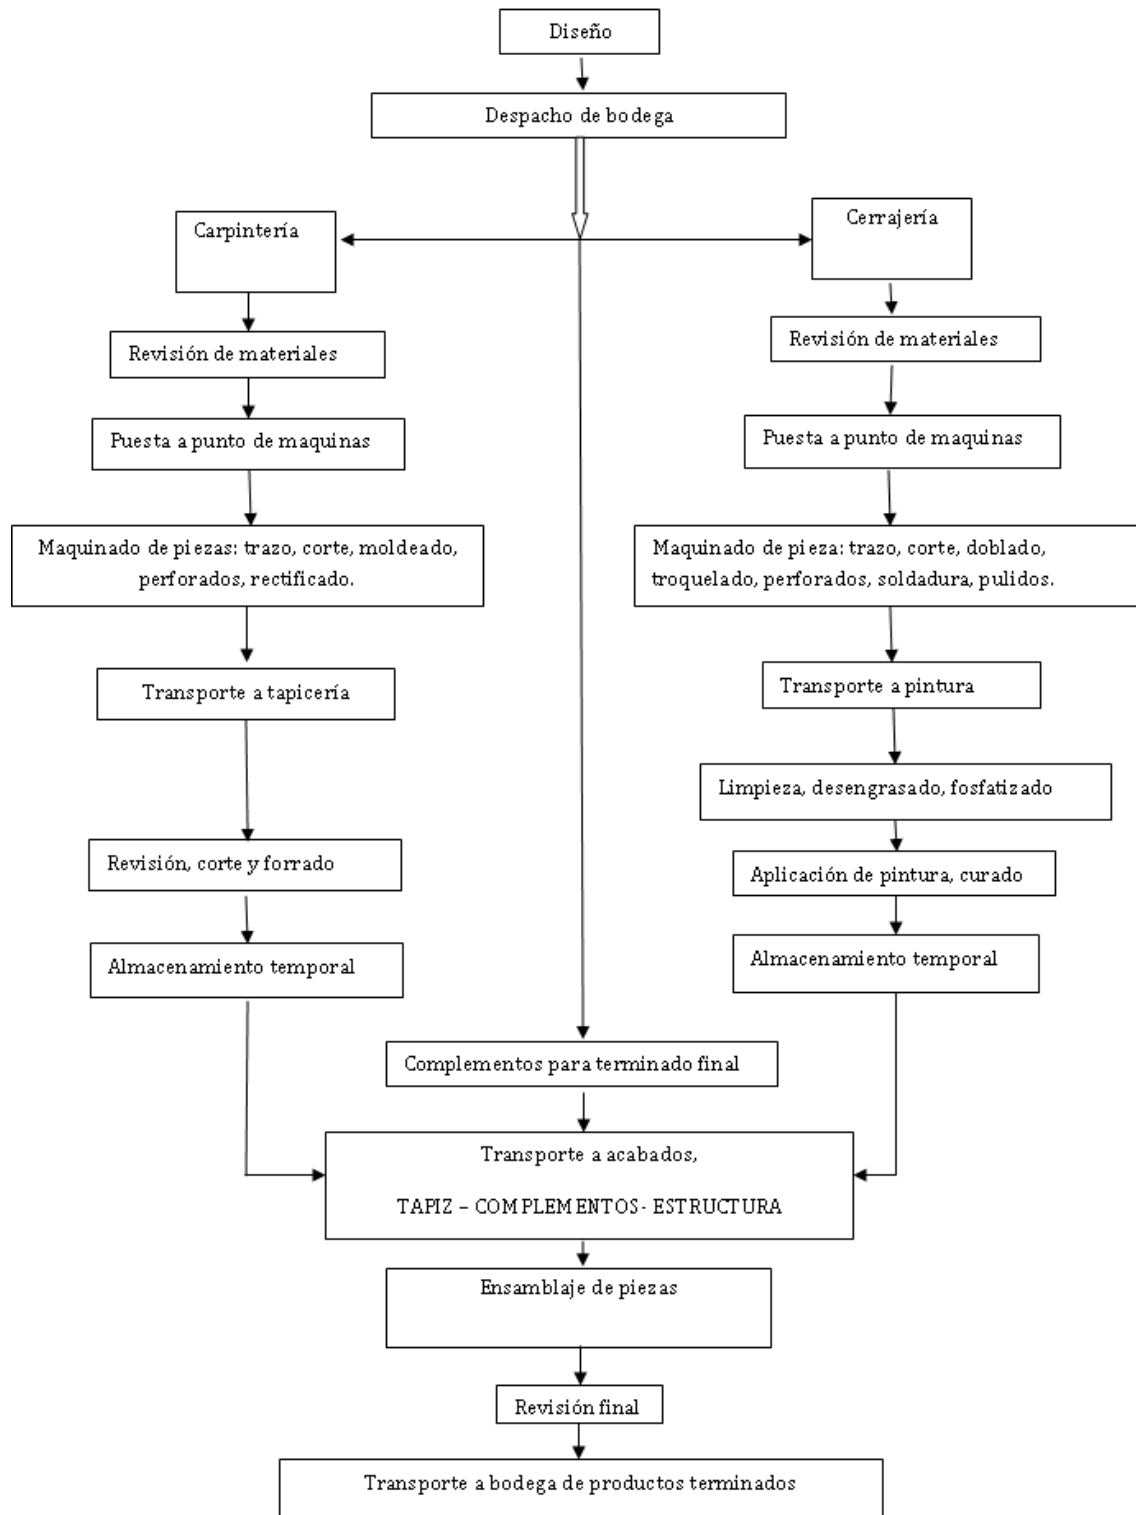 Diseño
Despacho de bodega
Carpintería
Cerrajería
Revisión de materiales
Revisión de materiales
Puesta a punto de maquinas
Puesta a punto de maquinas
Maquinado de piezas: trazo, corte, moldeado,
perforados, rectificado.
Maquinado de pieza: trazo, corte, doblado,
troquelado, perforados, soldadura, pulidos.
Transporte a tapicería
Transporte a pintura
Limpieza, desengrasado, fosfatizado
Revisión, corte y forrado
Aplicación de pintura, curado
Almacenamiento temporal
Almacenamiento temporal
Complementos para terminado final
Transporte a acabados,
TAPIZ – COMPLEMENTOS- ESTRUCTURA
Ensamblaje de piezas
Revisión final
Transporte a bodega de productos terminados